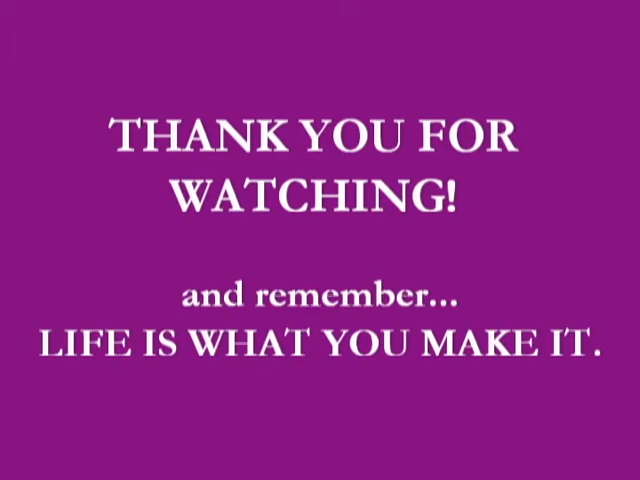 THANK YOU FOR
WATCHING!
and remember...
LIFE IS WHAT YOU MAKE IT.